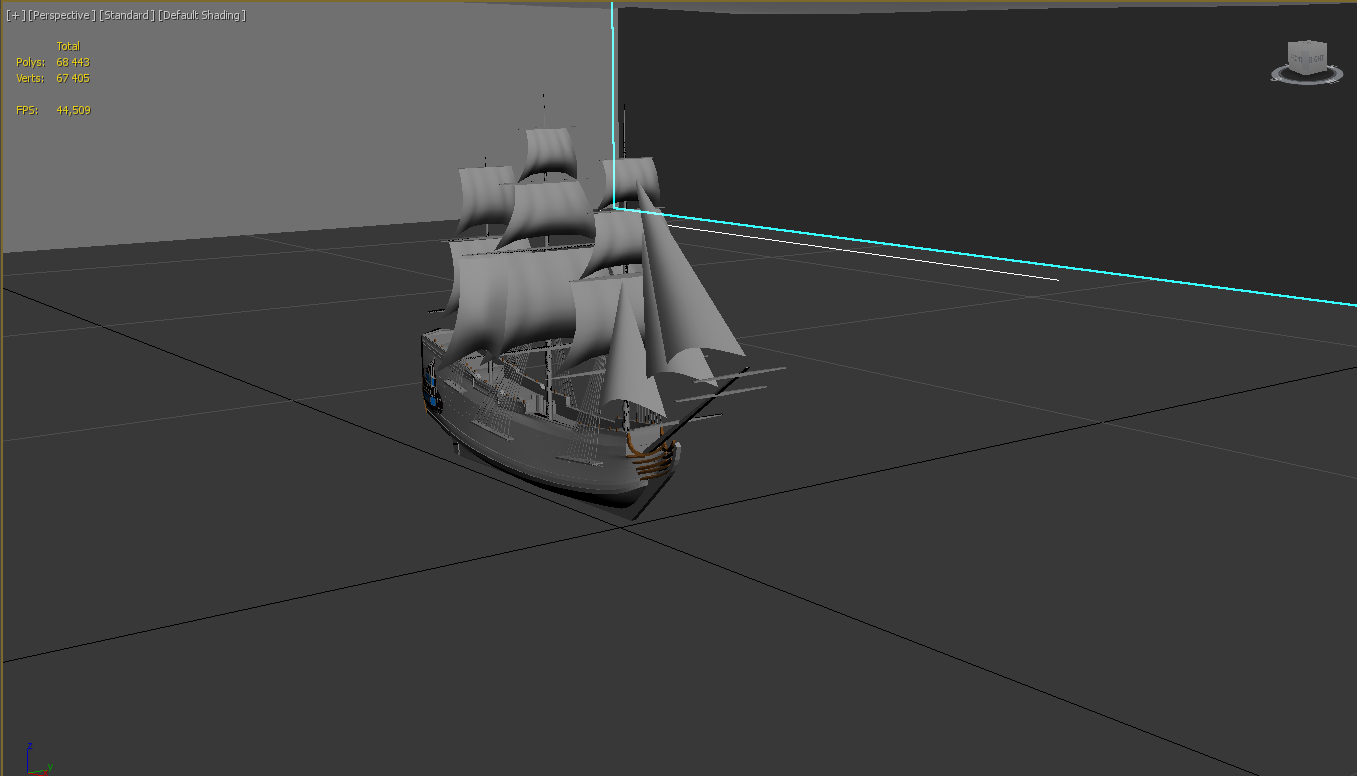 [+] [Perspective] [Standard] [Default Shading]
Total
Polys: 68 443
Verts: 67 405
FPS: 44,509
z
y